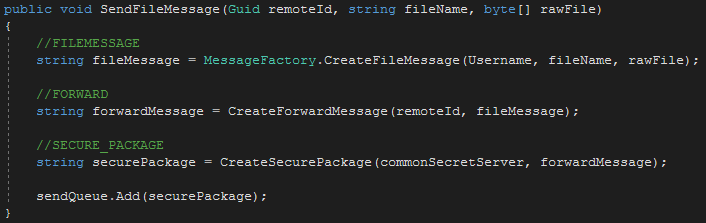 public void SendFileMessage(Guid remoteId, string fileName, byte[] rawFile)
{
//FILEMESSAGE
string fileMessage = MessageFactory.CreateFileMessage(Username, fileName, rawFile);
//FORWARD
string forwardMessage = CreateForwardMessage(remoteId, fileMessage);
//SECURE_PACKAGE
string securePackage = CreateSecurePackage(commonSecretServer, forwardMessage);
sendQueue.Add(securePackage);
}